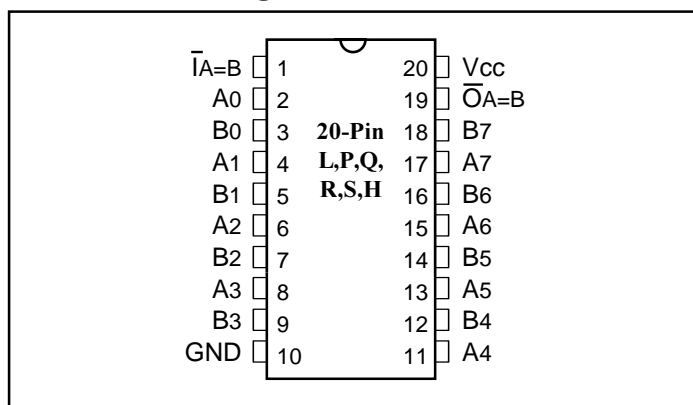 I̅A=B 1 20 Vcc
A0 2 19 O̅A=B
B0 3 20-Pin 18 B7
A1 4 L,P,Q, 17 A7
B1 5 R,S,H 16 B6
A2 6 15 A6
B2 7 14 B5
A3 8 13 A5
B3 9 12 B4
GND 10 11 A4